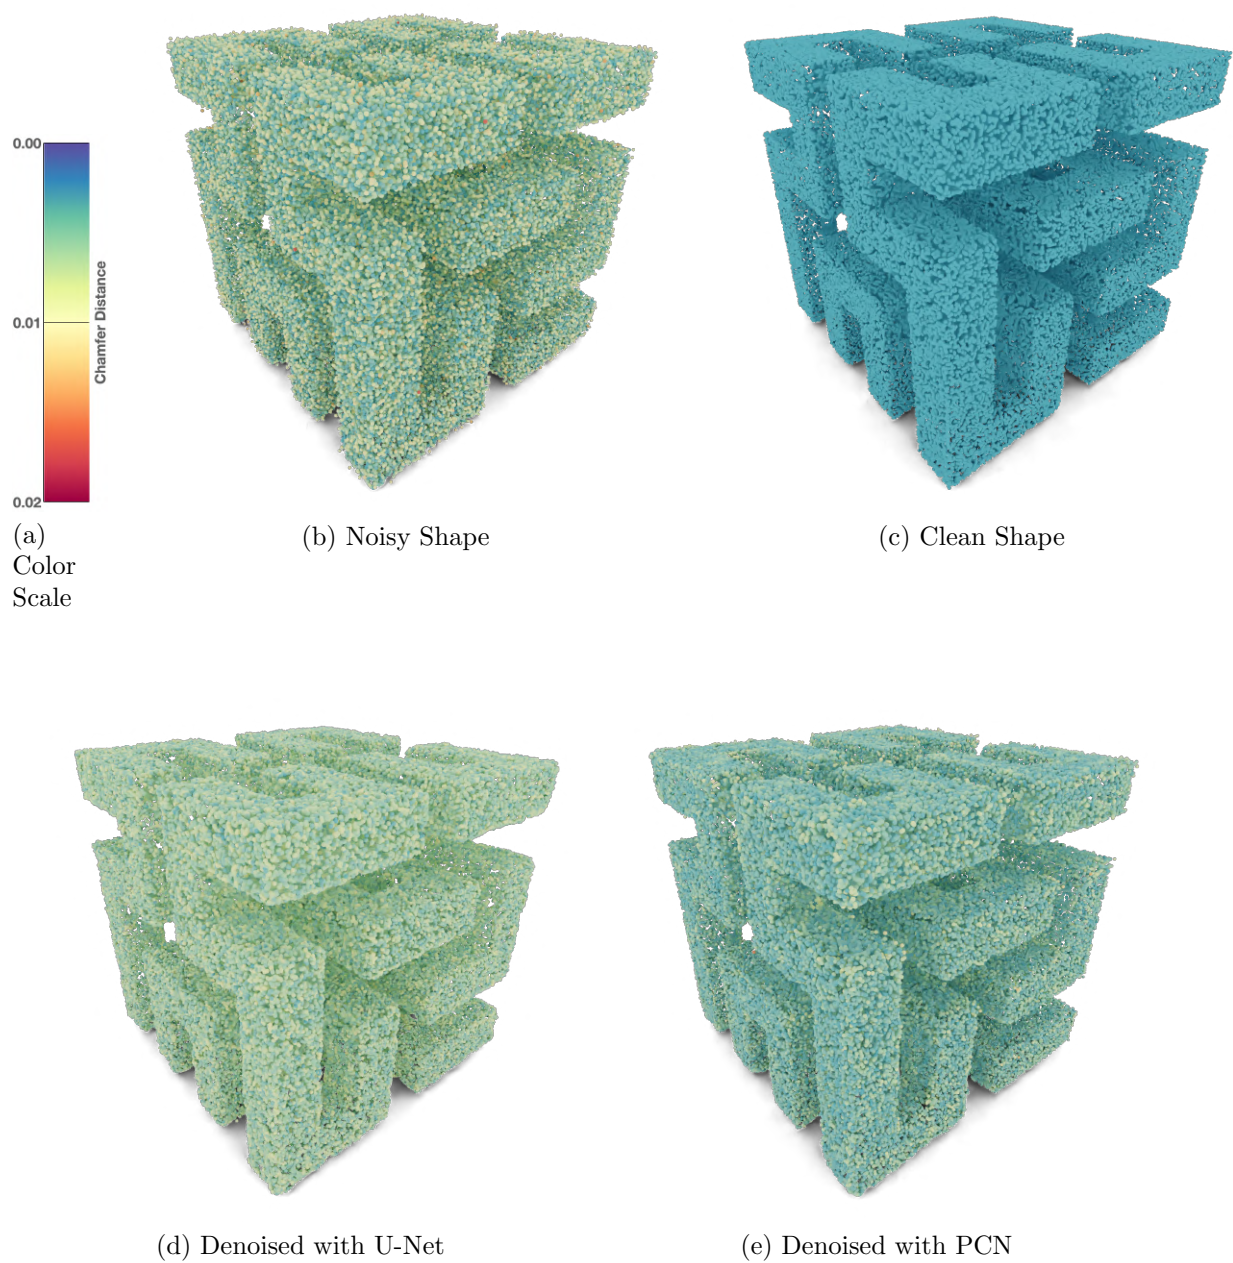 0.00
0.01
0.02
Chamfer Distance
(a)
Color
Scale
(b) Noisy Shape
(c) Clean Shape
(d) Denoised with U-Net
(e) Denoised with PCN